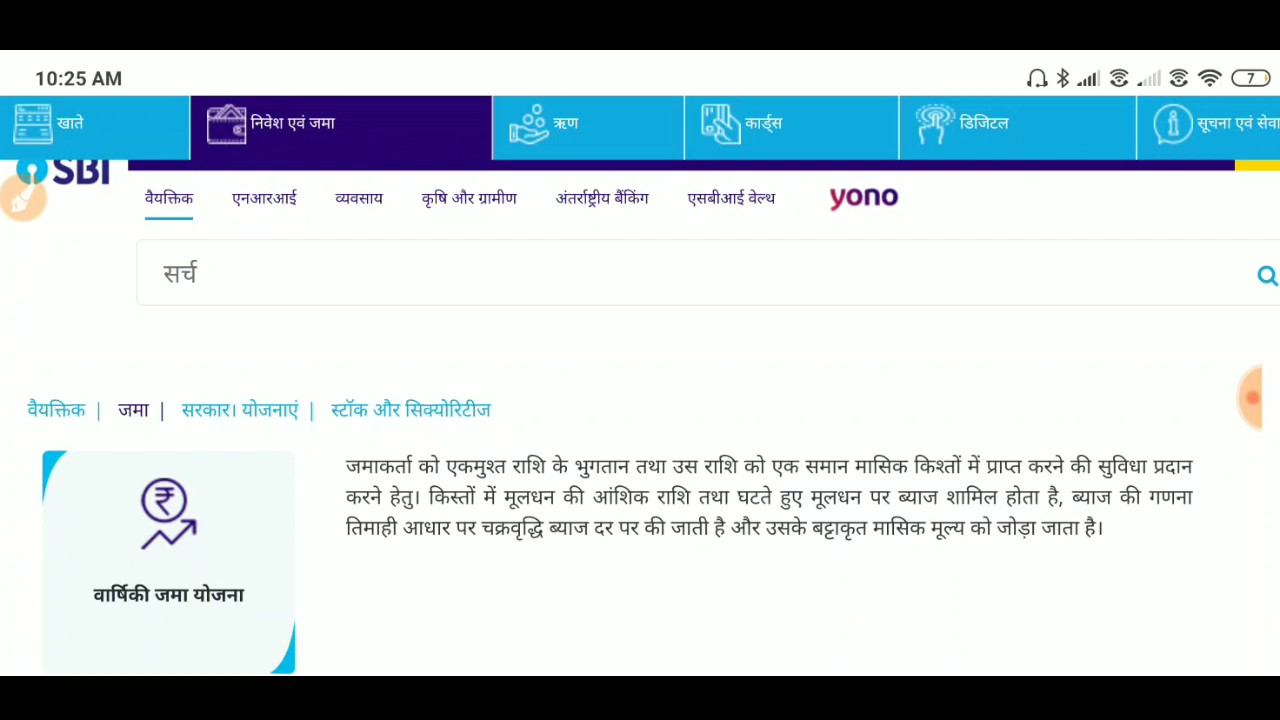 10:25 AM
7
खाते
निवेश एवं जमा
ऋण
कार्ड्स
डिजिटल
सूचना एवं सेवा
SBI
वैयक्तिक
एनआरआई
व्यवसाय
कृषि और ग्रामीण
अंतर्राष्ट्रीय बैंकिंग
एसबीआई वेल्थ
yono
सर्च
वैयक्तिक | जमा | सरकार। योजनाएं | स्टॉक और सिक्योरिटीज
जमाकर्ता को एकमुश्त राशि के भुगतान तथा उस राशि को एक समान मासिक किश्तों में प्राप्त करने की सुविधा प्रदान
करने हेतु। किस्तों में मूलधन की आंशिक राशि तथा घटते हुए मूलधन पर ब्याज शामिल होता है, ब्याज की गणना
तिमाही आधार पर चक्रवृद्धि ब्याज दर पर की जाती है और उसके बट्टाकृत मासिक मूल्य को जोड़ा जाता है।
वार्षिकी जमा योजना